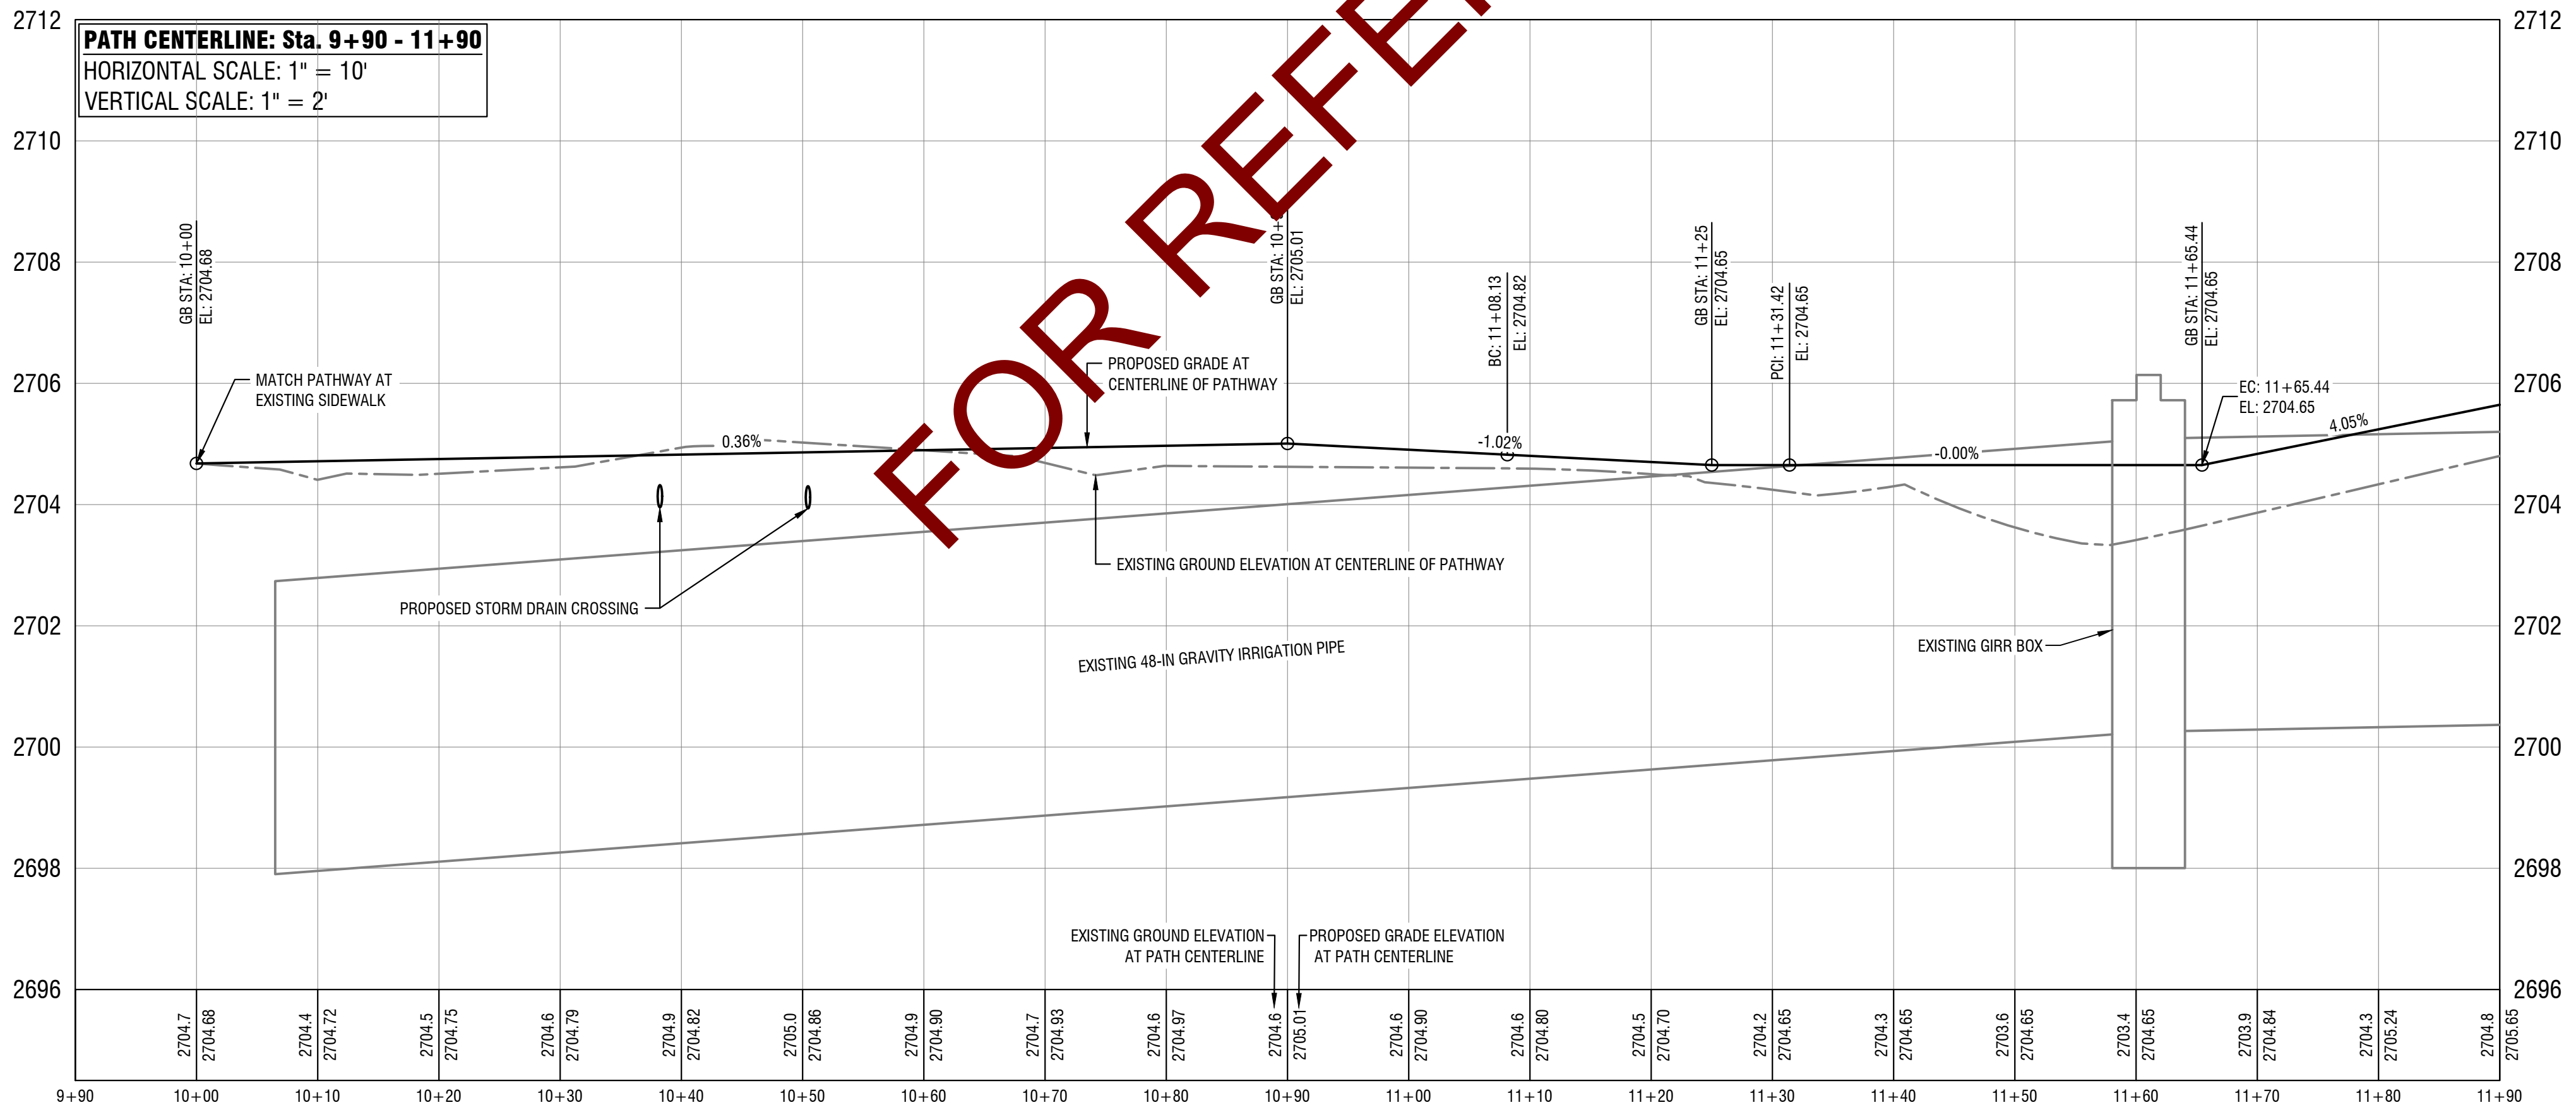 2712
2712
PATH CENTERLINE: Sta. 9+90 - 11+90
HORIZONTAL SCALE: 1" = 10'
VERTICAL SCALE: 1" = 2'
2710
2710
2708
2708
2706
2706
2704
2704
2702
2702
2700
2700
2698
2698
2696
2696
GB STA: 10+00
EL: 2704.68
GB STA: 10+
EL: 2705.01
BC: 11+08.13
EL: 2704.82
GB STA: 11+25
EL: 2704.65
PCI: 11+31.42
EL: 2704.65
GB STA: 11+65.44
EL: 2704.65
MATCH PATHWAY AT
EXISTING SIDEWALK
PROPOSED GRADE AT
CENTERLINE OF PATHWAY
EC: 11+65.44
EL: 2704.65
0.36%
-1.02%
-0.00%
4.05%
EXISTING GROUND ELEVATION AT CENTERLINE OF PATHWAY
PROPOSED STORM DRAIN CROSSING
EXISTING 48-IN GRAVITY IRRIGATION PIPE
EXISTING GIRR BOX
EXISTING GROUND ELEVATION
AT PATH CENTERLINE
PROPOSED GRADE ELEVATION
AT PATH CENTERLINE
2704.7
2704.68
2704.4
2704.72
2704.5
2704.75
2704.6
2704.79
2704.9
2704.82
2705.0
2704.86
2704.9
2704.90
2704.7
2704.93
2704.6
2704.97
2704.6
2705.01
2704.6
2704.90
2704.6
2704.80
2704.5
2704.70
2704.2
2704.65
2704.3
2704.65
2703.6
2704.65
2703.4
2704.65
2703.9
2704.84
2704.3
2705.24
2704.8
2705.65
9+90
10+00
10+10
10+20
10+30
10+40
10+50
10+60
10+70
10+80
10+90
11+00
11+10
11+20
11+30
11+40
11+50
11+60
11+70
11+80
11+90
FOR REFE